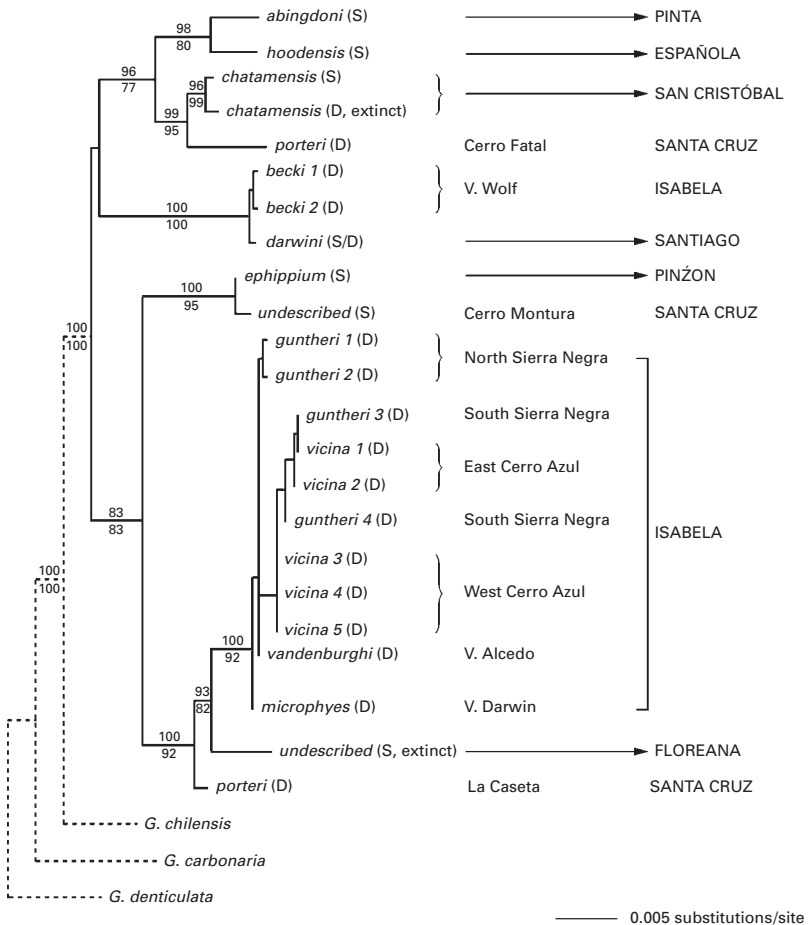 abingdoni (S) PINTA
98
80
hoodensis (S) ESPAÑOLA
96
77
chatamensis (S)
96
99
SAN CRISTÓBAL
chatamensis (D, extinct)
99
95
porteri (D) Cerro Fatal SANTA CRUZ
becki 1 (D)
V. Wolf ISABELA
100
100
becki 2 (D)
darwini (S/D) SANTIAGO
ephippium (S) PINŹON
100
95
undescribed (S) Cerro Montura SANTA CRUZ
100
100
guntheri 1 (D)
North Sierra Negra
guntheri 2 (D)
guntheri 3 (D) South Sierra Negra
vicina 1 (D)
East Cerro Azul
vicina 2 (D)
83
83
guntheri 4 (D) South Sierra Negra
ISABELA
vicina 3 (D)
100
100
vicina 4 (D) West Cerro Azul
vicina 5 (D)
100
92
vandenburghi (D) V. Alcedo
93
82
microphyes (D) V. Darwin
100
92
undescribed (S, extinct) FLOREANA
porteri (D) La Caseta SANTA CRUZ
G. chilensis
G. carbonaria
G. denticulata
0.005 substitutions/site